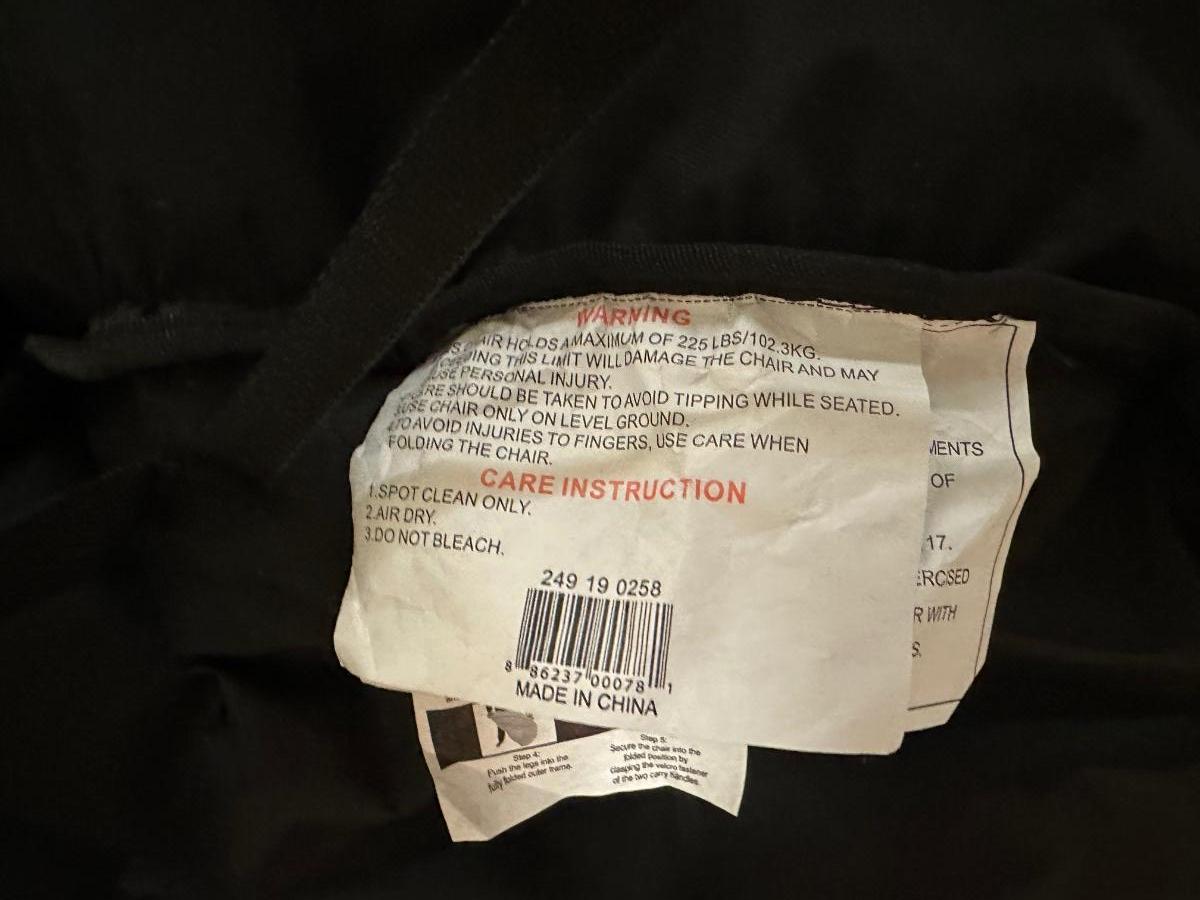 WARNING
AIR HOLDS A MAXIMUM OF 225 LBS/102.3KG.
THIS LIMIT WILL DAMAGE THE CHAIR AND MAY
PERSONAL INJURY.
SHOULD BE TAKEN TO AVOID TIPPING WHILE SEATED.
USE CHAIR ONLY ON LEVEL GROUND.
TO AVOID INJURIES TO FINGERS, USE CARE WHEN
FOLDING THE CHAIR.
CARE INSTRUCTION
1.SPOT CLEAN ONLY.
2.AIR DRY.
3.DO NOT BLEACH.
249 19 0258
8 86237 00078 1
MADE IN CHINA
MENTS
OF
17.
ERCISED
R WITH
S.
Step 4:
Push the legs into the
fully folded outer frame.
Step 5:
Secure the chair into the
folded position by
clasping the velcro fastener
of the two carry handles.